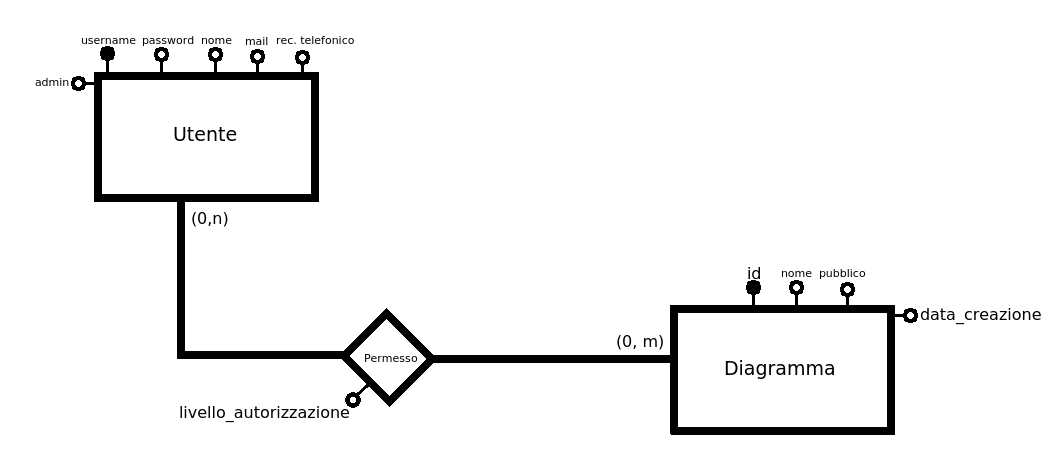 username password nome mail rec. telefonico
admin
Utente
(0,n)
id nome pubblico
data_creazione
(0, m)
Permesso
Diagramma
livello_autorizzazione